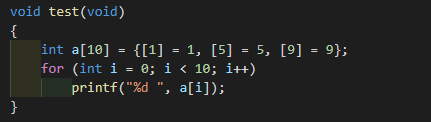 void test(void)
{
    int a[10] = {[1] = 1, [5] = 5, [9] = 9};
    for (int i = 0; i < 10; i++)
        printf("%d ", a[i]);
}